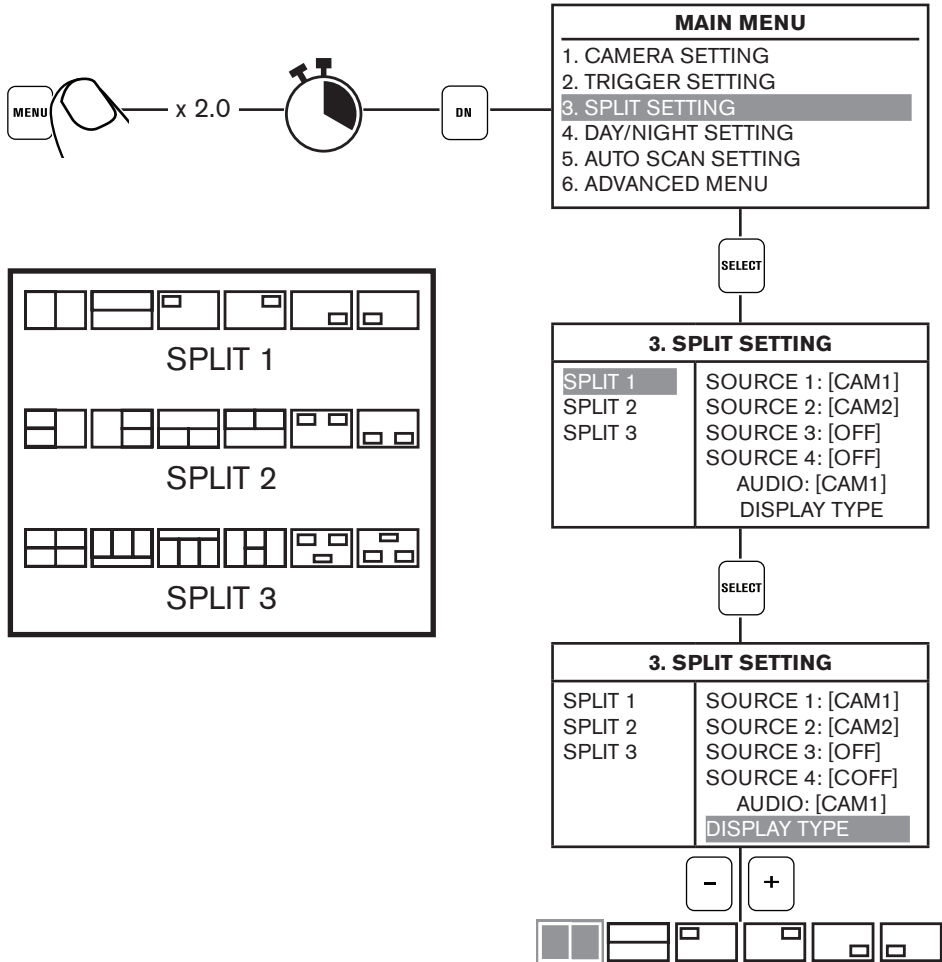 MENU
x 2.0
DN
MAIN MENU
1. CAMERA SETTING
2. TRIGGER SETTING
3. SPLIT SETTING
4. DAY/NIGHT SETTING
5. AUTO SCAN SETTING
6. ADVANCED MENU
SELECT
SPLIT 1
SPLIT 2
SPLIT 3
3. SPLIT SETTING
SPLIT 1
SPLIT 2
SPLIT 3
SOURCE 1: [CAM1]
SOURCE 2: [CAM2]
SOURCE 3: [OFF]
SOURCE 4: [OFF]
AUDIO: [CAM1]
DISPLAY TYPE
SELECT
3. SPLIT SETTING
SPLIT 1
SPLIT 2
SPLIT 3
SOURCE 1: [CAM1]
SOURCE 2: [CAM2]
SOURCE 3: [OFF]
SOURCE 4: [COFF]
AUDIO: [CAM1]
DISPLAY TYPE
-
+